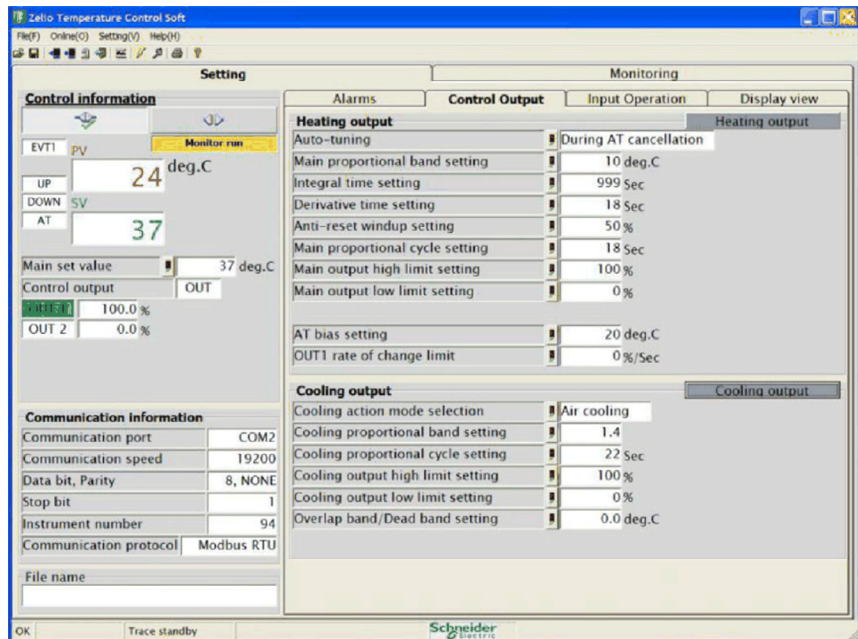 Zelio Temperature Control Soft
File(F) Online(O) Setting(V) Help(H)
Setting
Monitoring
Control information
Monitor run
EVT1
PV
24 deg.C
UP
DOWN
SV
AT
37
Main set value 37 deg.C
Control output OUT
100.0 %
OUT 2 0.0 %
Communication information
Communication port COM2
Communication speed 19200
Data bit, Parity 8, NONE
Stop bit 1
Instrument number 94
Communication protocol Modbus RTU
File name
Alarms
Control Output
Input Operation
Display view
Heating output
Heating output
Auto-tuning During AT cancellation
Main proportional band setting 10 deg.C
Integral time setting 999 Sec
Derivative time setting 18 Sec
Anti-reset windup setting 50 %
Main proportional cycle setting 18 Sec
Main output high limit setting 100 %
Main output low limit setting 0 %
AT bias setting 20 deg.C
OUT1 rate of change limit 0 %/Sec
Cooling output
Cooling output
Cooling action mode selection Air cooling
Cooling proportional band setting 1.4
Cooling proportional cycle setting 22 Sec
Cooling output high limit setting 100 %
Cooling output low limit setting 0 %
Overlap band/Dead band setting 0.0 deg.C
OK
Trace standby
Schneider
Electric